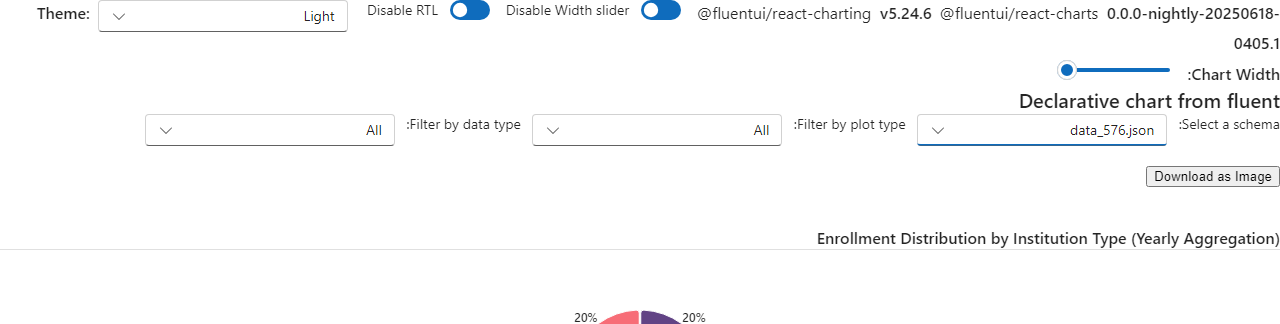 Theme: Light Disable RTL Disable Width slider @fluentui/react-charting v5.24.6 @fluentui/react-charts 0.0.0-nightly-20250618-
0405.1
:Chart Width
Declarative chart from fluent
All :Filter by data type All :Filter by plot type data_576.json :Select a schema
Download as Image
Enrollment Distribution by Institution Type (Yearly Aggregation)
20% 20%